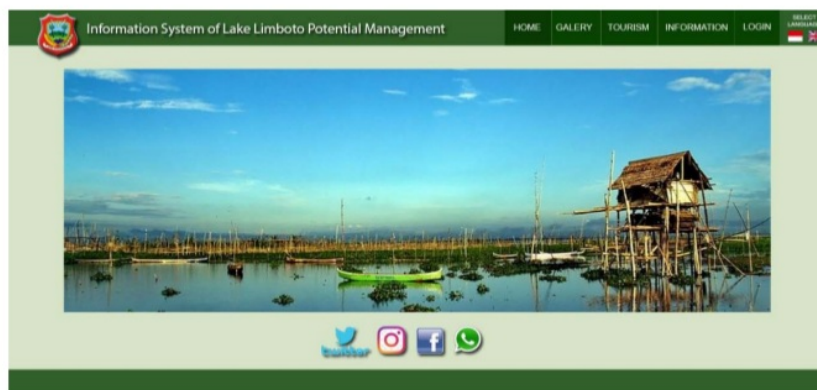 Information System of Lake Limboto Potential Management
HOME GALERY TOURISM INFORMATION LOGIN
SELECT
LANGUAGE
twitter